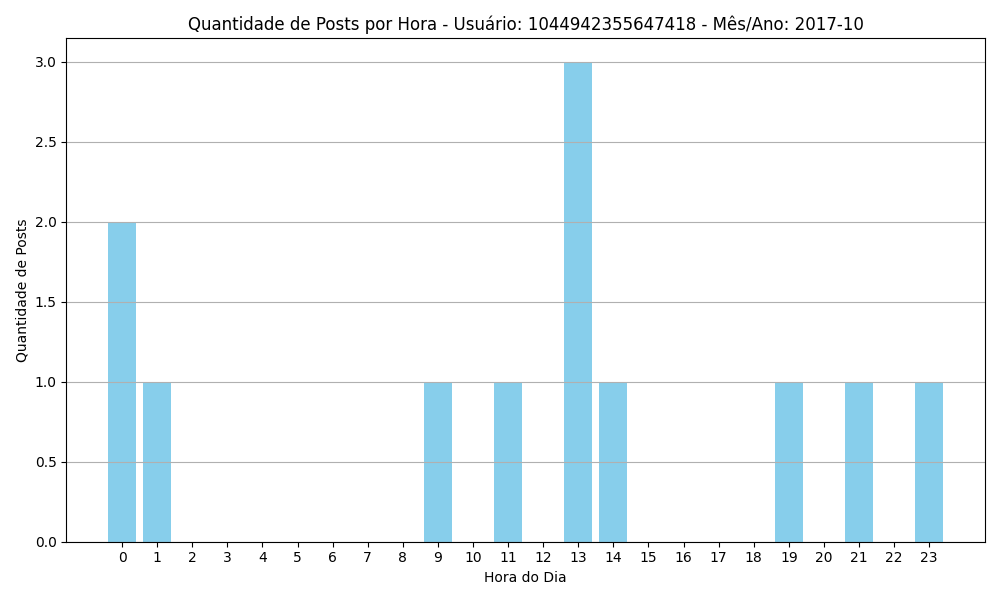 Quantidade de Posts por Hora - Usuário: 1044942355647418 - Mês/Ano: 2017-10
Quantidade de Posts
3.0
2.5
2.0
1.5
1.0
0.5
0.0
0 1 2 3 4 5 6 7 8 9 10 11 12 13 14 15 16 17 18 19 20 21 22 23
Hora do Dia